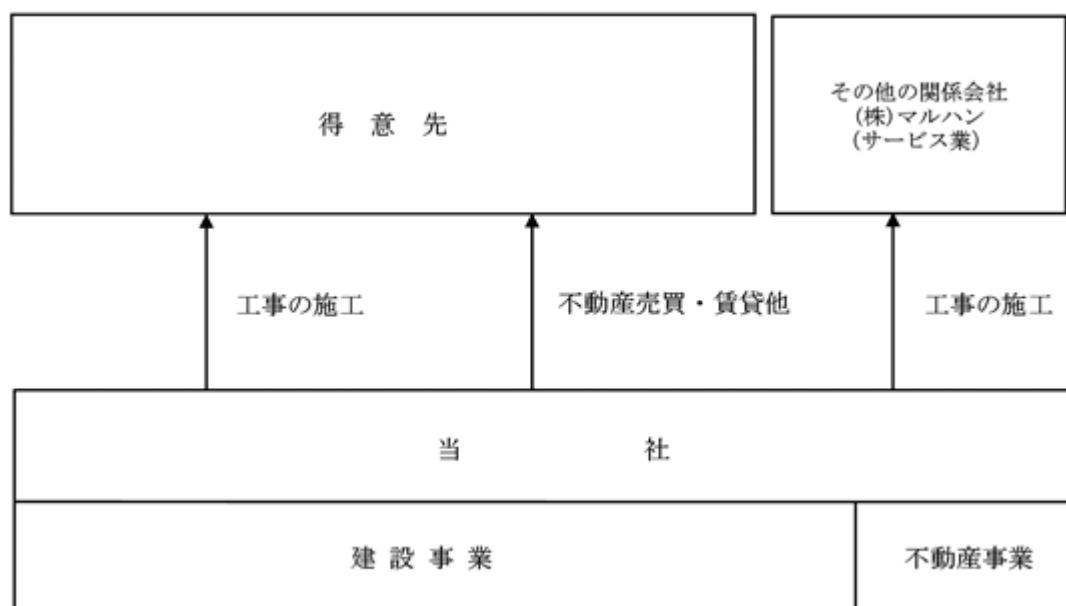 得 意 先
その他の関係会社
(株)マルハン
(サービス業)
工事の施工
不動産売買・賃貸他
工事の施工
当 社
建 設 事 業
不動産事業